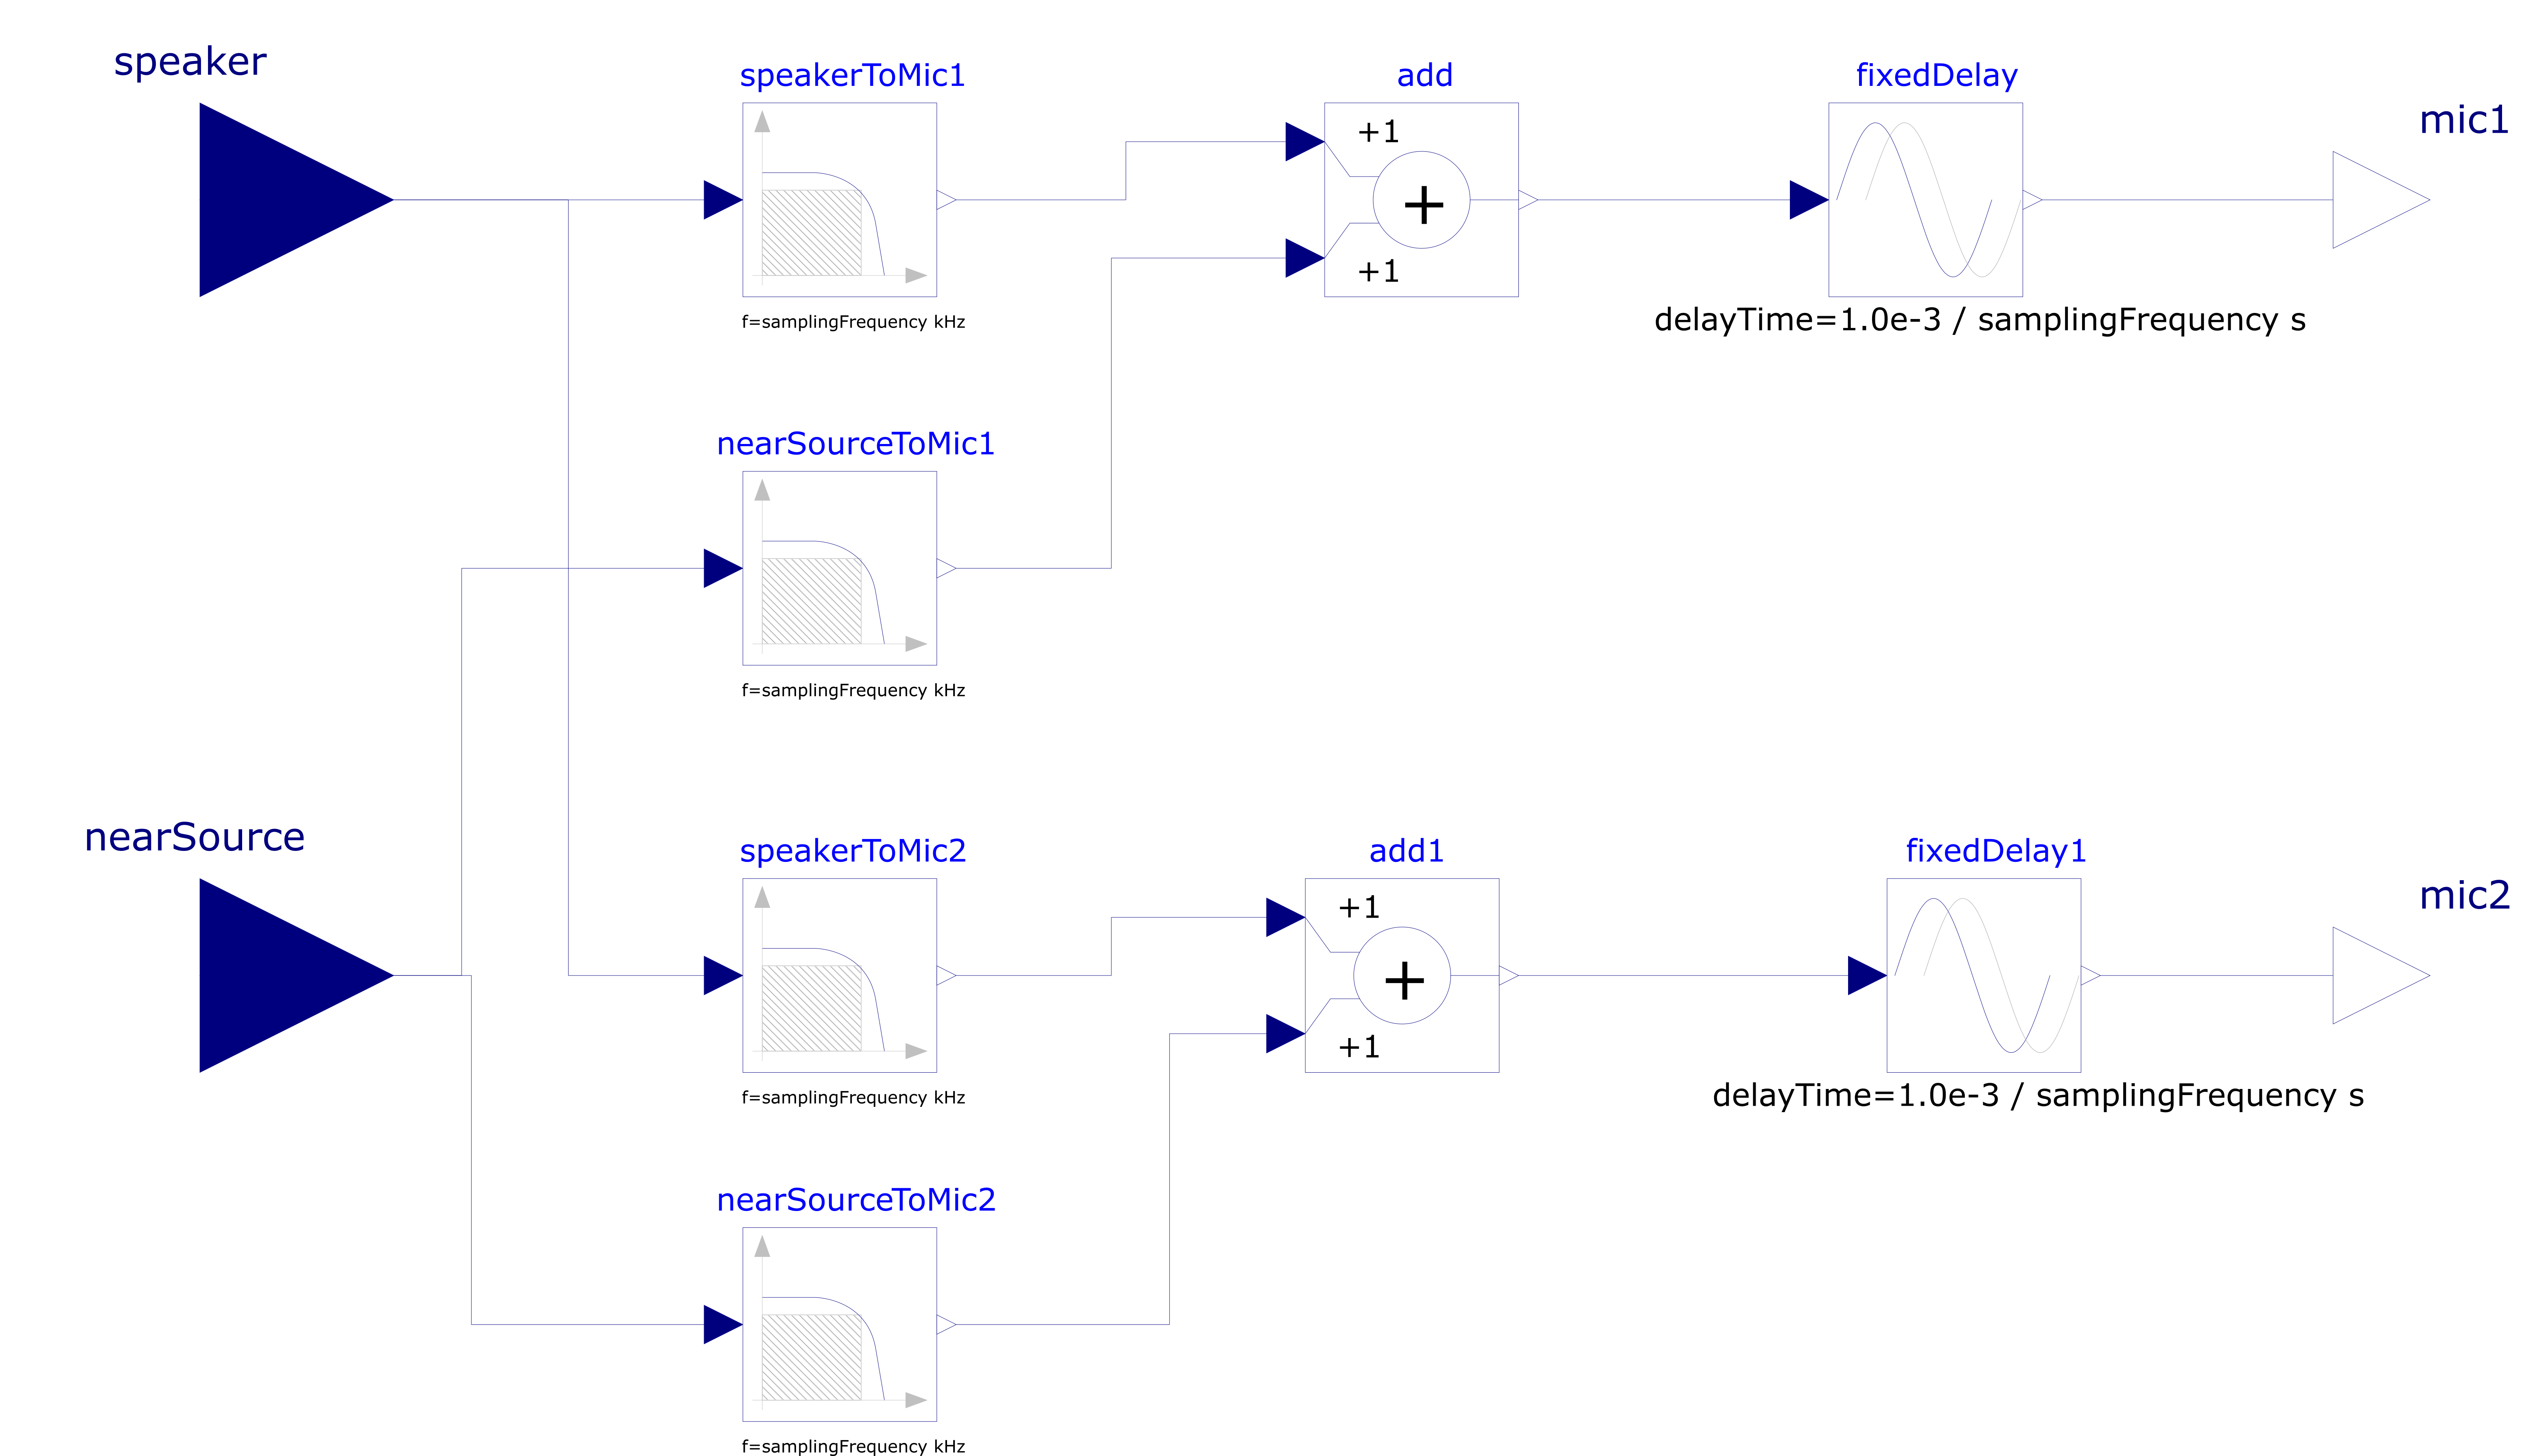 speaker
speakerToMic1
add
fixedDelay
mic1
+1
+
+1
f=samplingFrequency kHz
delayTime=1.0e-3 / samplingFrequency s
nearSourceToMic1
f=samplingFrequency kHz
nearSource
speakerToMic2
add1
fixedDelay1
mic2
+1
+
+1
f=samplingFrequency kHz
delayTime=1.0e-3 / samplingFrequency s
nearSourceToMic2
f=samplingFrequency kHz